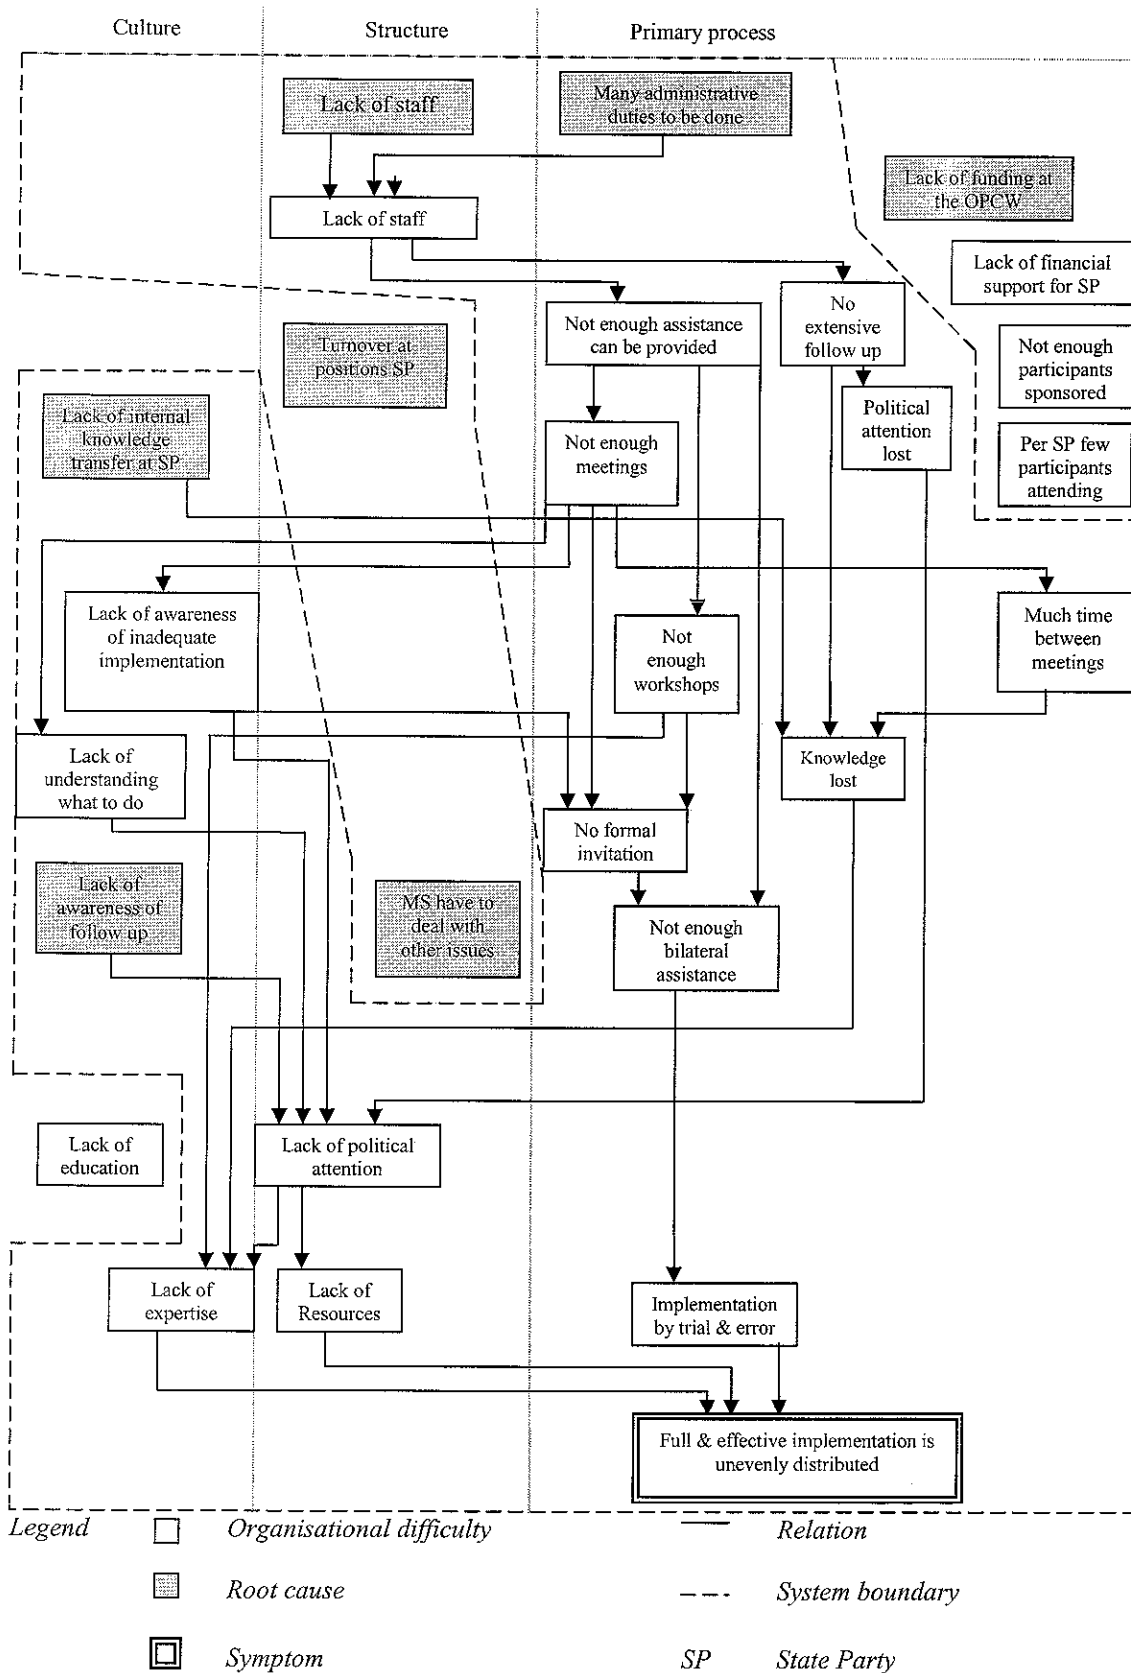 Culture
Structure
Primary process
Lack of staff
Many administrative
duties to be done
Lack of funding at
the OPCW
Lack of staff
Lack of financial
support for SP
No
extensive
follow up
Not enough assistance
can be provided
Turnover at
positions SP
Not enough
participants
sponsored
Lack of internal
knowledge
transfer at SP
Political
attention
lost
Not enough
meetings
Per SP few
participants
attending
Lack of awareness
of inadequate
implementation
Not
enough
workshops
Much time
between
meetings
Lack of
understanding
what to do
Knowledge
lost
No formal
invitation
Lack of
awareness of
follow up
MS have to
deal with
other issues
Not enough
bilateral
assistance
Lack of
education
Lack of political
attention
Lack of
expertise
Lack of
Resources
Implementation
by trial & error
Full & effective implementation is
unevenly distributed
Legend
Organisational difficulty
Relation
Root cause
System boundary
Symptom
SP
State Party